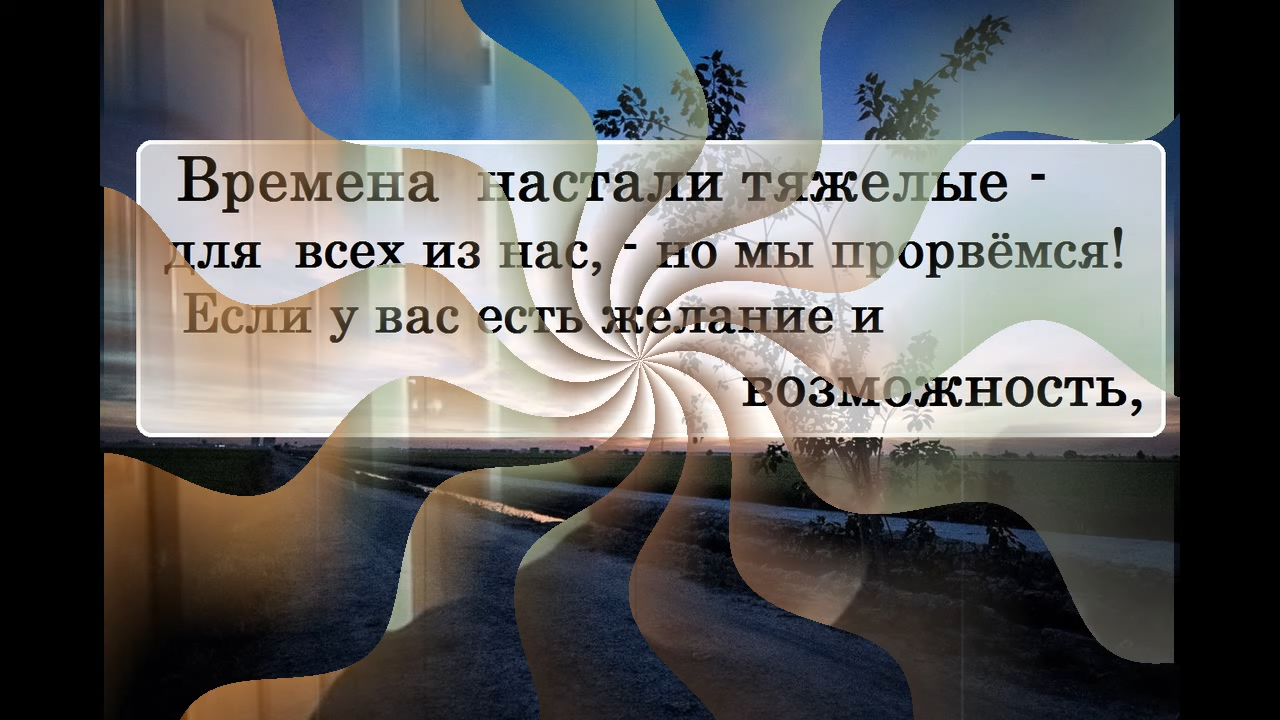 Времена настали тяжелые -
для всех из нас, - но мы прорвёмся!
Если у вас есть желание и
возможность,